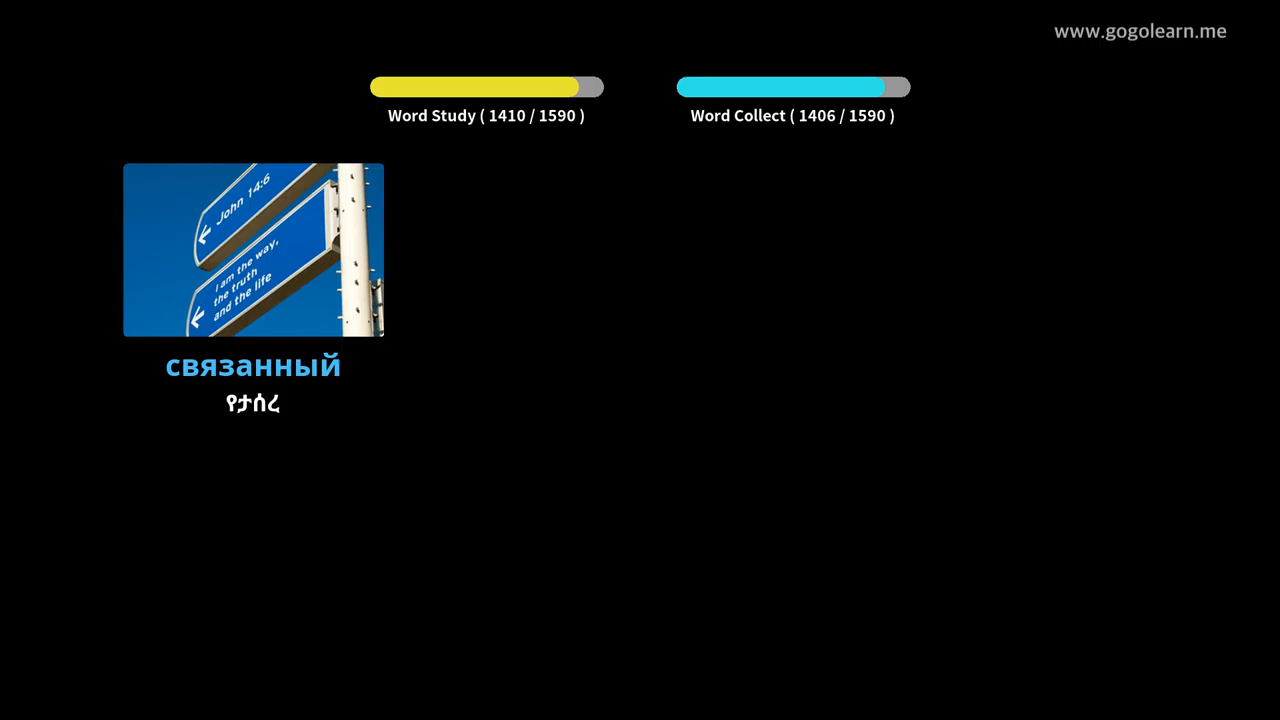 www.gogolearn.me
Word Study ( 1410 / 1590 )
Word Collect ( 1406 / 1590 )
John 14:6
I am the way,
the truth
and the life
связанный
የታሰረ